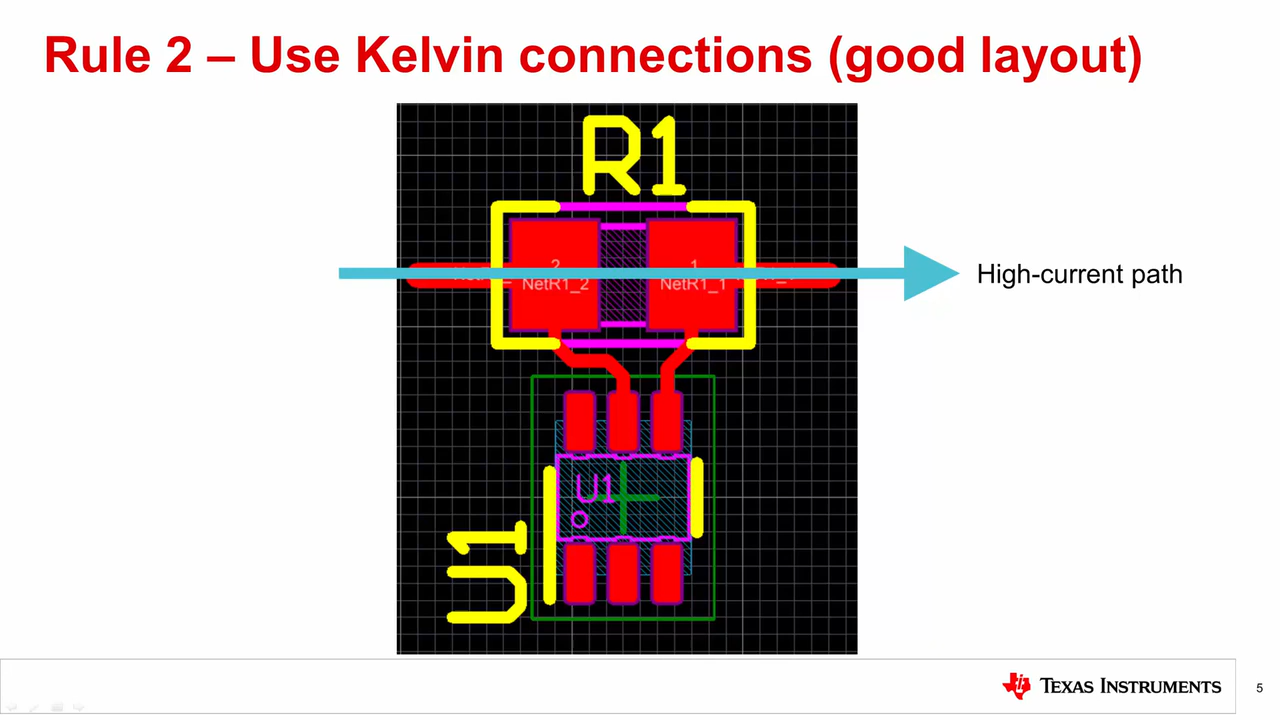 Rule 2 – Use Kelvin connections (good layout)
R1
2
1
NetR1_2
NetR1_1
High-current path
U1
U1
TEXAS INSTRUMENTS
5